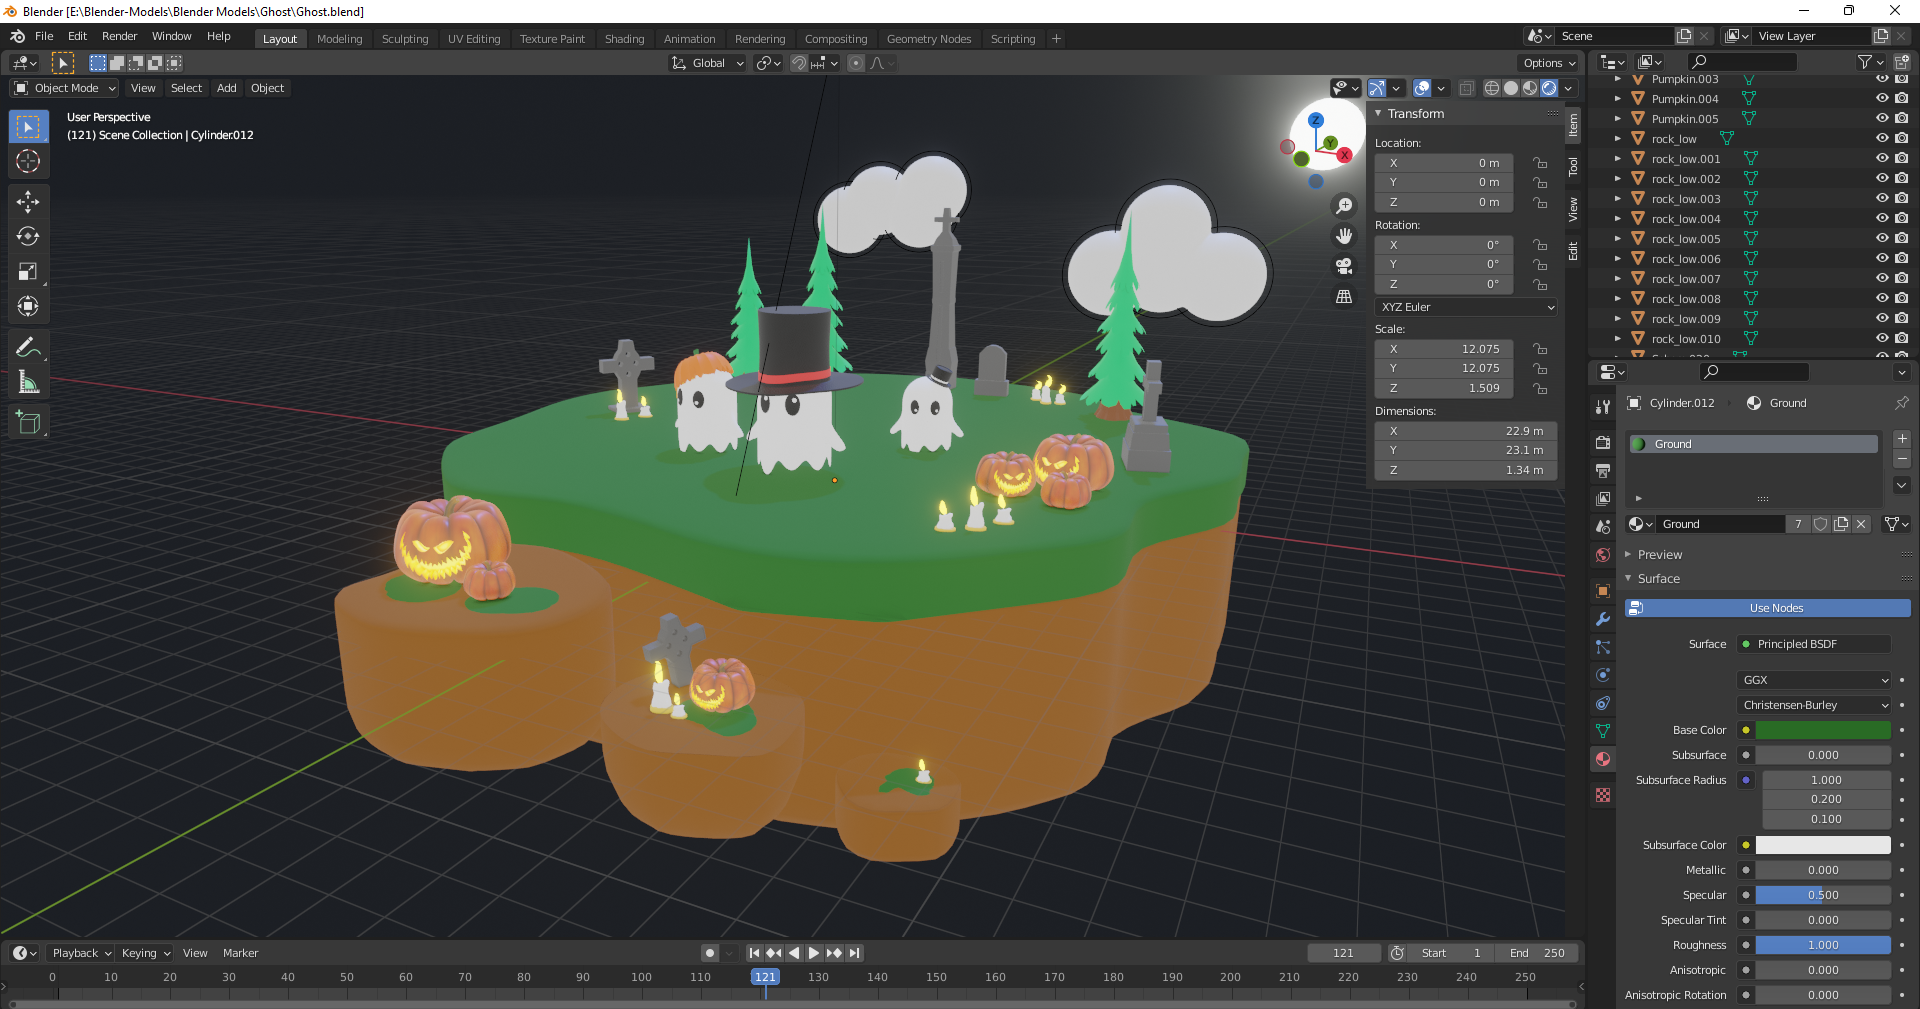 Blender [E:\Blender-Models\Blender Models\Ghost\Ghost.blend]
File Edit Render Window Help Layout Modeling Sculpting UV Editing Texture Paint Shading Animation Rendering Compositing Geometry Nodes Scripting + Scene View Layer
Global Options
Object Mode View Select Add Object
User Perspective
(121) Scene Collection | Cylinder.012
Z
Y
X
Transform
Location:
X 0 m
Y 0 m
Z 0 m
Rotation:
X 0°
Y 0°
Z 0°
XYZ Euler
Scale:
X 12.075
Y 12.075
Z 1.509
Dimensions:
X 22.9 m
Y 23.1 m
Z 1.34 m
Item
Tool
View
Edit
Pumpkin.003
Pumpkin.004
Pumpkin.005
rock_low
rock_low.001
rock_low.002
rock_low.003
rock_low.004
rock_low.005
rock_low.006
rock_low.007
rock_low.008
rock_low.009
rock_low.010
Cylinder.012 Ground
Ground
Ground 7
Preview
Surface
Use Nodes
Surface Principled BSDF
GGX
Christensen-Burley
Base Color
Subsurface 0.000
Subsurface Radius 1.000
0.200
0.100
Subsurface Color
Metallic 0.000
Specular 0.500
Specular Tint 0.000
Roughness 1.000
Anisotropic 0.000
Anisotropic Rotation 0.000
Playback Keying View Marker 121 Start 1 End 250
0 10 20 30 40 50 60 70 80 90 100 110 121 130 140 150 160 170 180 190 200 210 220 230 240 250